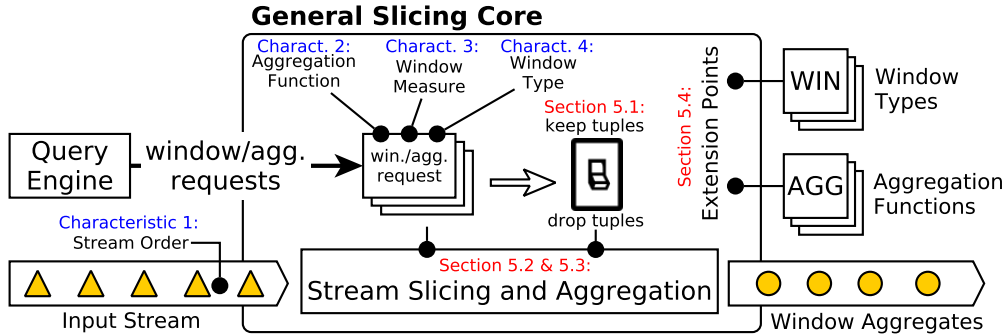 General Slicing Core
Charact. 2:
Aggregation
Function
Charact. 3:
Window
Measure
Charact. 4:
Window
Type
Section 5.1:
keep tuples
drop tuples
Section 5.4:
Extension Points
WIN
Window
Types
AGG
Aggregation
Functions
Query
Engine
window/agg.
requests
win./agg.
request
Characteristic 1:
Stream Order
Section 5.2 & 5.3:
Stream Slicing and Aggregation
Input Stream
Window Aggregates